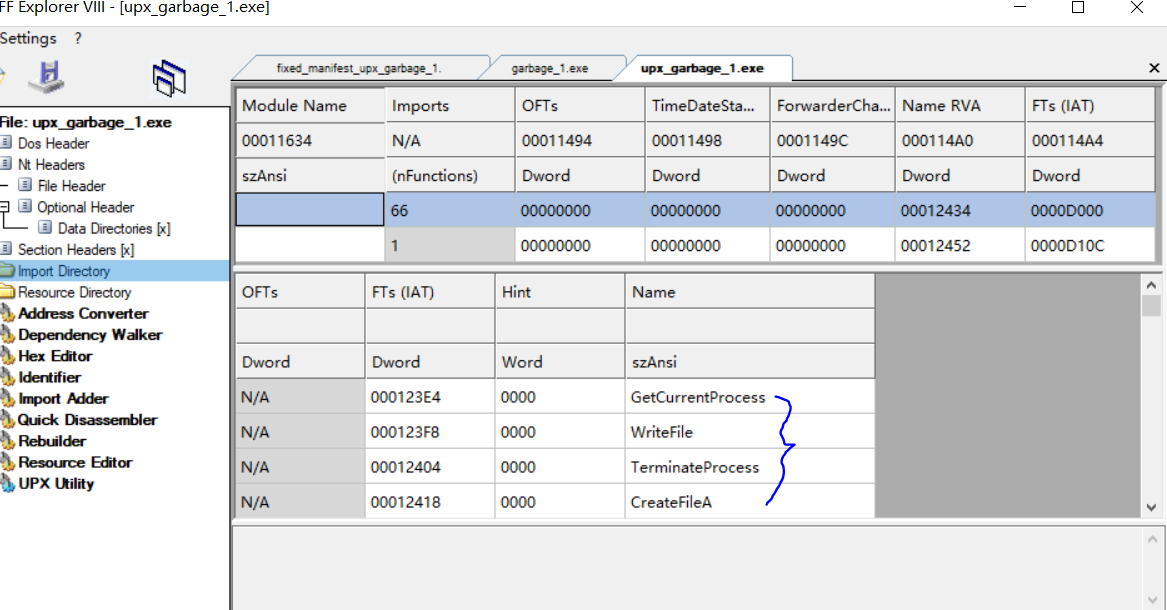 FF Explorer VIII - [upx_garbage_1.exe]
Settings ?
fixed_manifest_upx_garbage_1. garbage_1.exe upx_garbage_1.exe
File: upx_garbage_1.exe
Dos Header
Nt Headers
File Header
Optional Header
Data Directories [x]
Section Headers [x]
Import Directory
Resource Directory
Address Converter
Dependency Walker
Hex Editor
Identifier
Import Adder
Quick Disassembler
Rebuilder
Resource Editor
UPX Utility
Module Name Imports OFTs TimeDateSta... ForwarderCha... Name RVA FTs (IAT)
00011634 N/A 00011494 00011498 0001149C 000114A0 000114A4
szAnsi (nFunctions) Dword Dword Dword Dword Dword
66 00000000 00000000 00000000 00012434 0000D000
1 00000000 00000000 00000000 00012452 0000D10C
OFTs FTs (IAT) Hint Name
Dword Dword Word szAnsi
N/A 000123E4 0000 GetCurrentProcess
N/A 000123F8 0000 WriteFile
N/A 00012404 0000 TerminateProcess
N/A 00012418 0000 CreateFileA